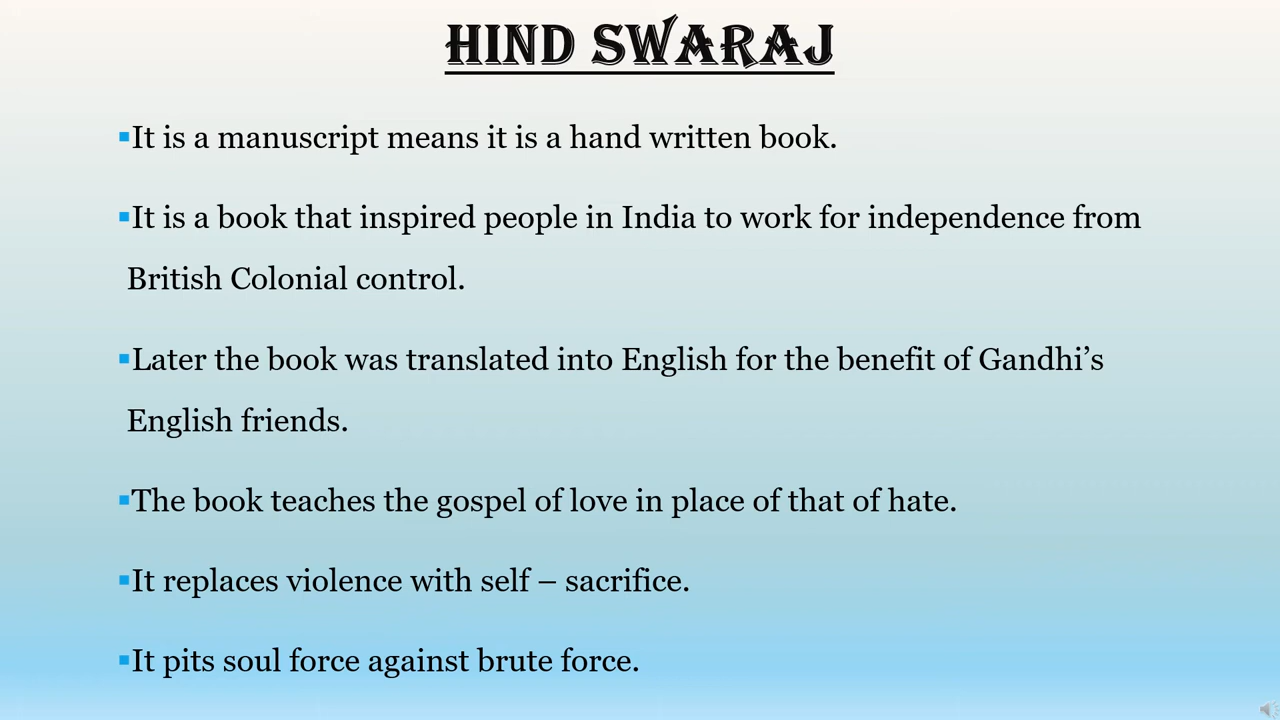 HIND SWARAJ
▪It is a manuscript means it is a hand written book.
▪It is a book that inspired people in India to work for independence from
British Colonial control.
▪Later the book was translated into English for the benefit of Gandhi’s
English friends.
▪The book teaches the gospel of love in place of that of hate.
▪It replaces violence with self – sacrifice.
▪It pits soul force against brute force.